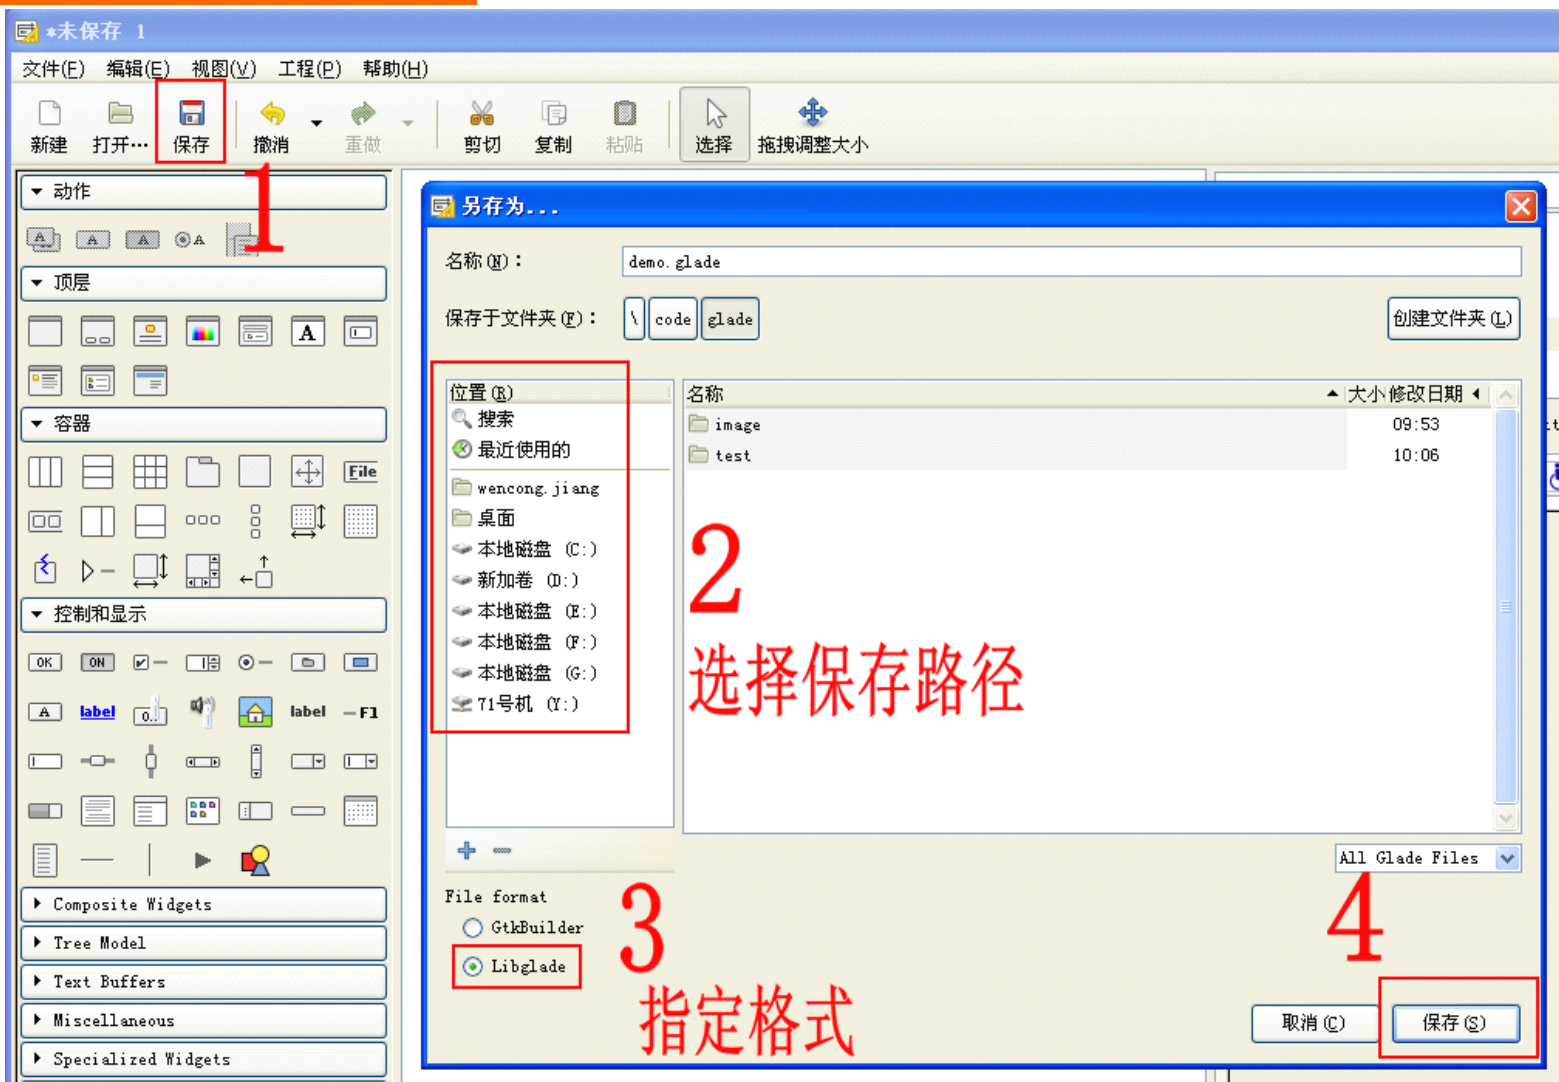 *未保存 1
文件(F) 编辑(E) 视图(V) 工程(P) 帮助(H)
新建 打开… 保存 撤消 重做 剪切 复制 粘贴 选择 拖拽调整大小
1
动作
A A A A
顶层
A
容器
File
控制和显示
OK ON
A label 0. label F1
Composite Widgets
Tree Model
Text Buffers
Miscellaneous
Specialized Widgets
另存为...
名称(N)： demo.glade
保存于文件夹(F)： \ code glade 创建文件夹(L)
位置(R) 名称 大小 修改日期
搜索
最近使用的
wencong.jiang
桌面
本地磁盘 (C:)
新加卷 (D:)
本地磁盘 (E:)
本地磁盘 (F:)
本地磁盘 (G:)
71号机 (Y:)
image 09:53
test 10:06
2
选择保存路径
All Glade Files
File format
GtkBuilder
Libglade
3
指定格式
4
取消(C) 保存(S)